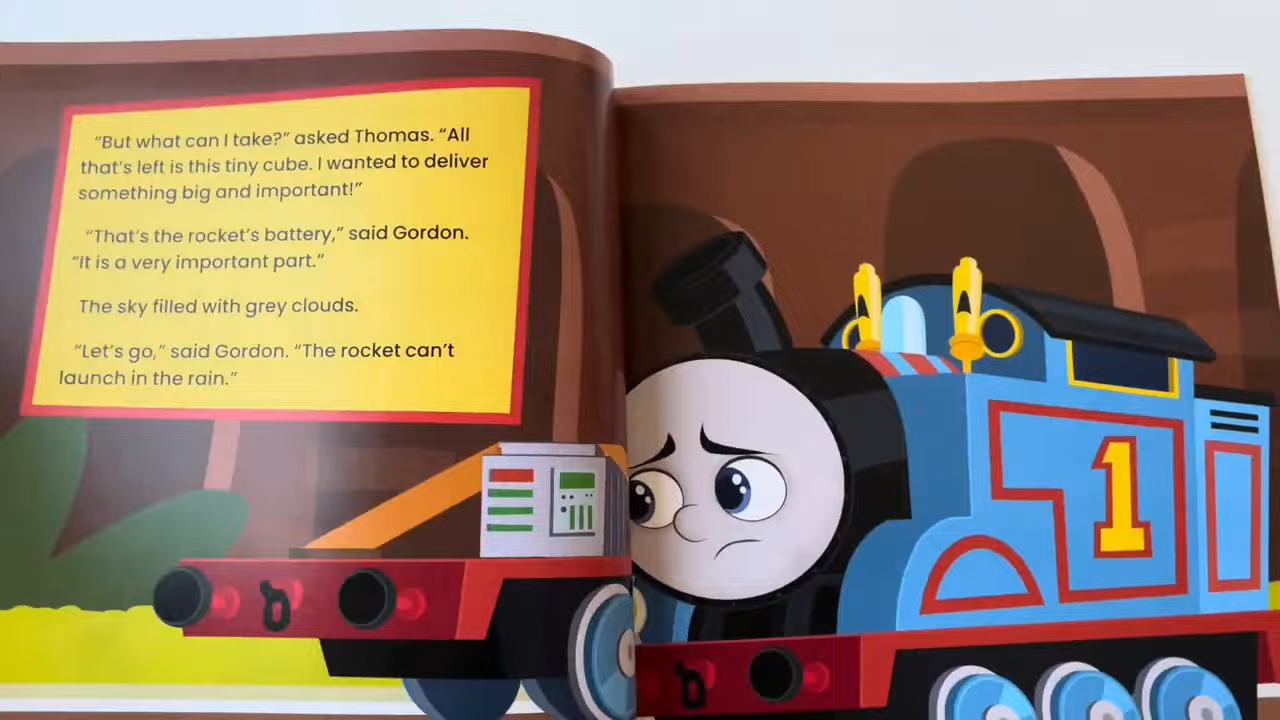 “But what can I take?” asked Thomas. “All
that’s left is this tiny cube. I wanted to deliver
something big and important!”
“That’s the rocket’s battery,” said Gordon.
“It is a very important part.”
The sky filled with grey clouds.
“Let’s go,” said Gordon. “The rocket can’t
launch in the rain.”
1